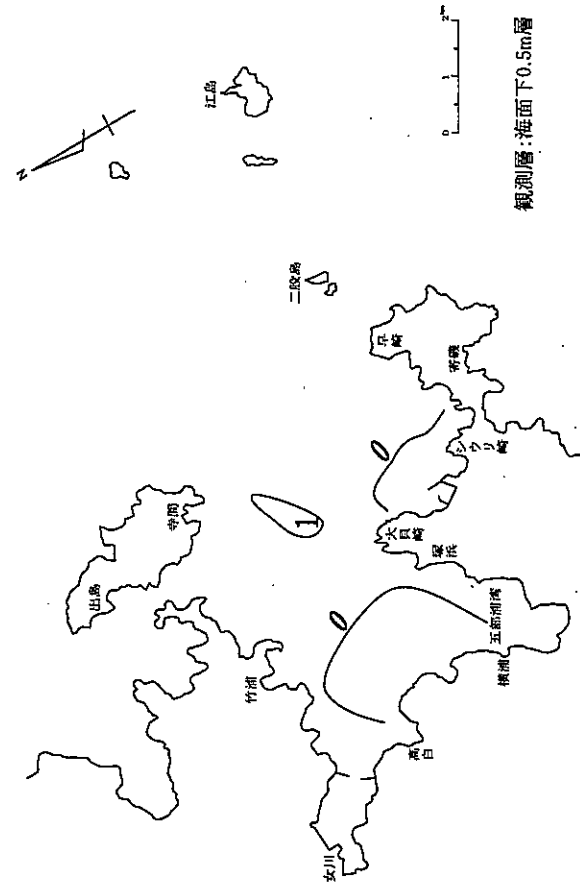 N
江島
0 1 2km
観測層:海面下0.5m層
二股島
早崎
寄磯
シウリ崎
0
大貝崎
塚浜
1
寺間
出島
0
五部浦湾
横浦
竹浦
高白
女川